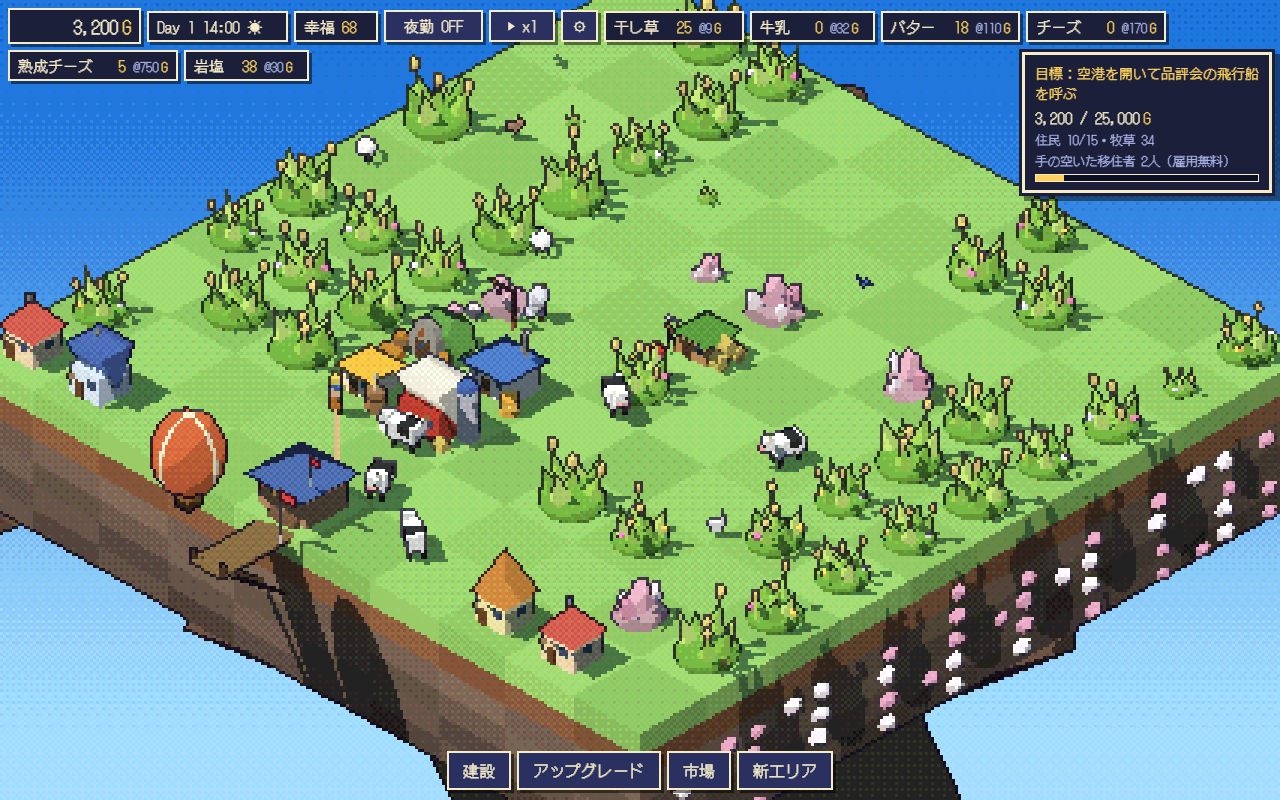 3,200G
Day 1 14:00
幸福 68
夜勤 OFF
x1
干し草 25 @9G
牛乳 0 @32G
バター 18 @110G
チーズ 0 @170G
熟成チーズ 5 @750G
岩塩 38 @30G
目標：空港を開いて品評会の飛行船
を呼ぶ
3,200 / 25,000G
住民 10/15・牧草 34
手の空いた移住者 2人（雇用無料）
建設
アップグレード
市場
新エリア